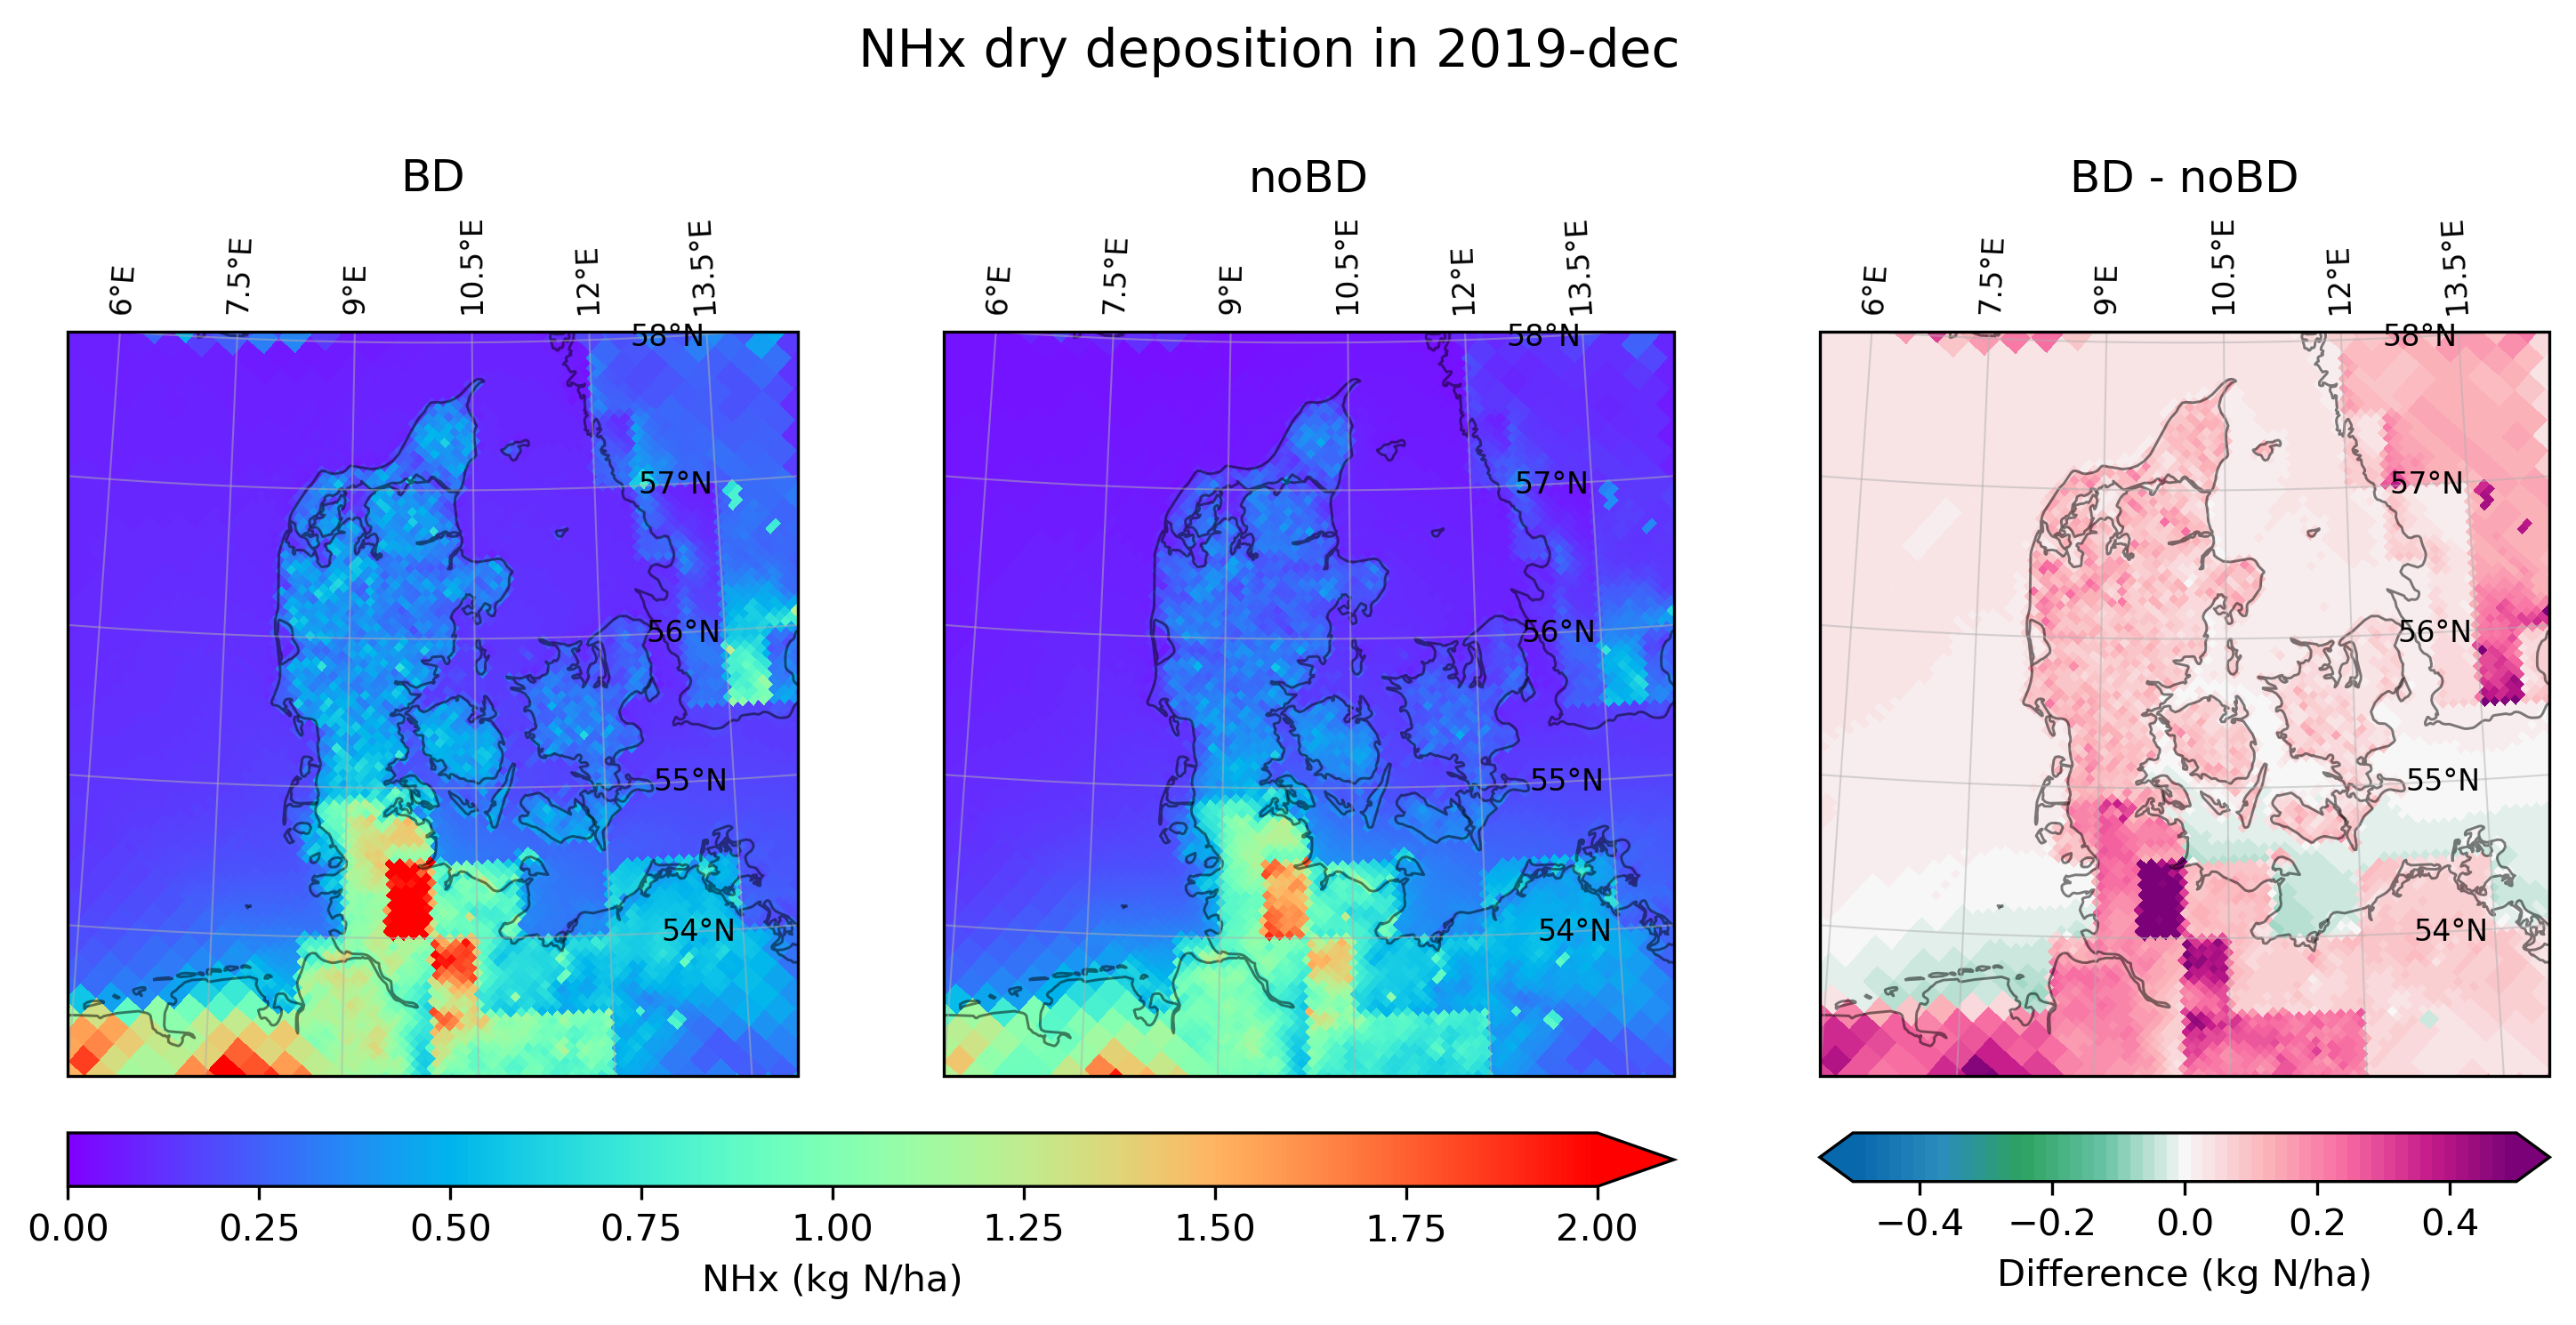 NHx dry deposition in 2019-dec
BD
noBD
BD - noBD
6°E 7.5°E 9°E 10.5°E 12°E 13.5°E
6°E 7.5°E 9°E 10.5°E 12°E 13.5°E
6°E 7.5°E 9°E 10.5°E 12°E 13.5°E
58°N 58°N 58°N
57°N 57°N 57°N
56°N 56°N 56°N
55°N 55°N 55°N
54°N 54°N 54°N
0.00 0.25 0.50 0.75 1.00 1.25 1.50 1.75 2.00
NHx (kg N/ha)
−0.4 −0.2 0.0 0.2 0.4
Difference (kg N/ha)